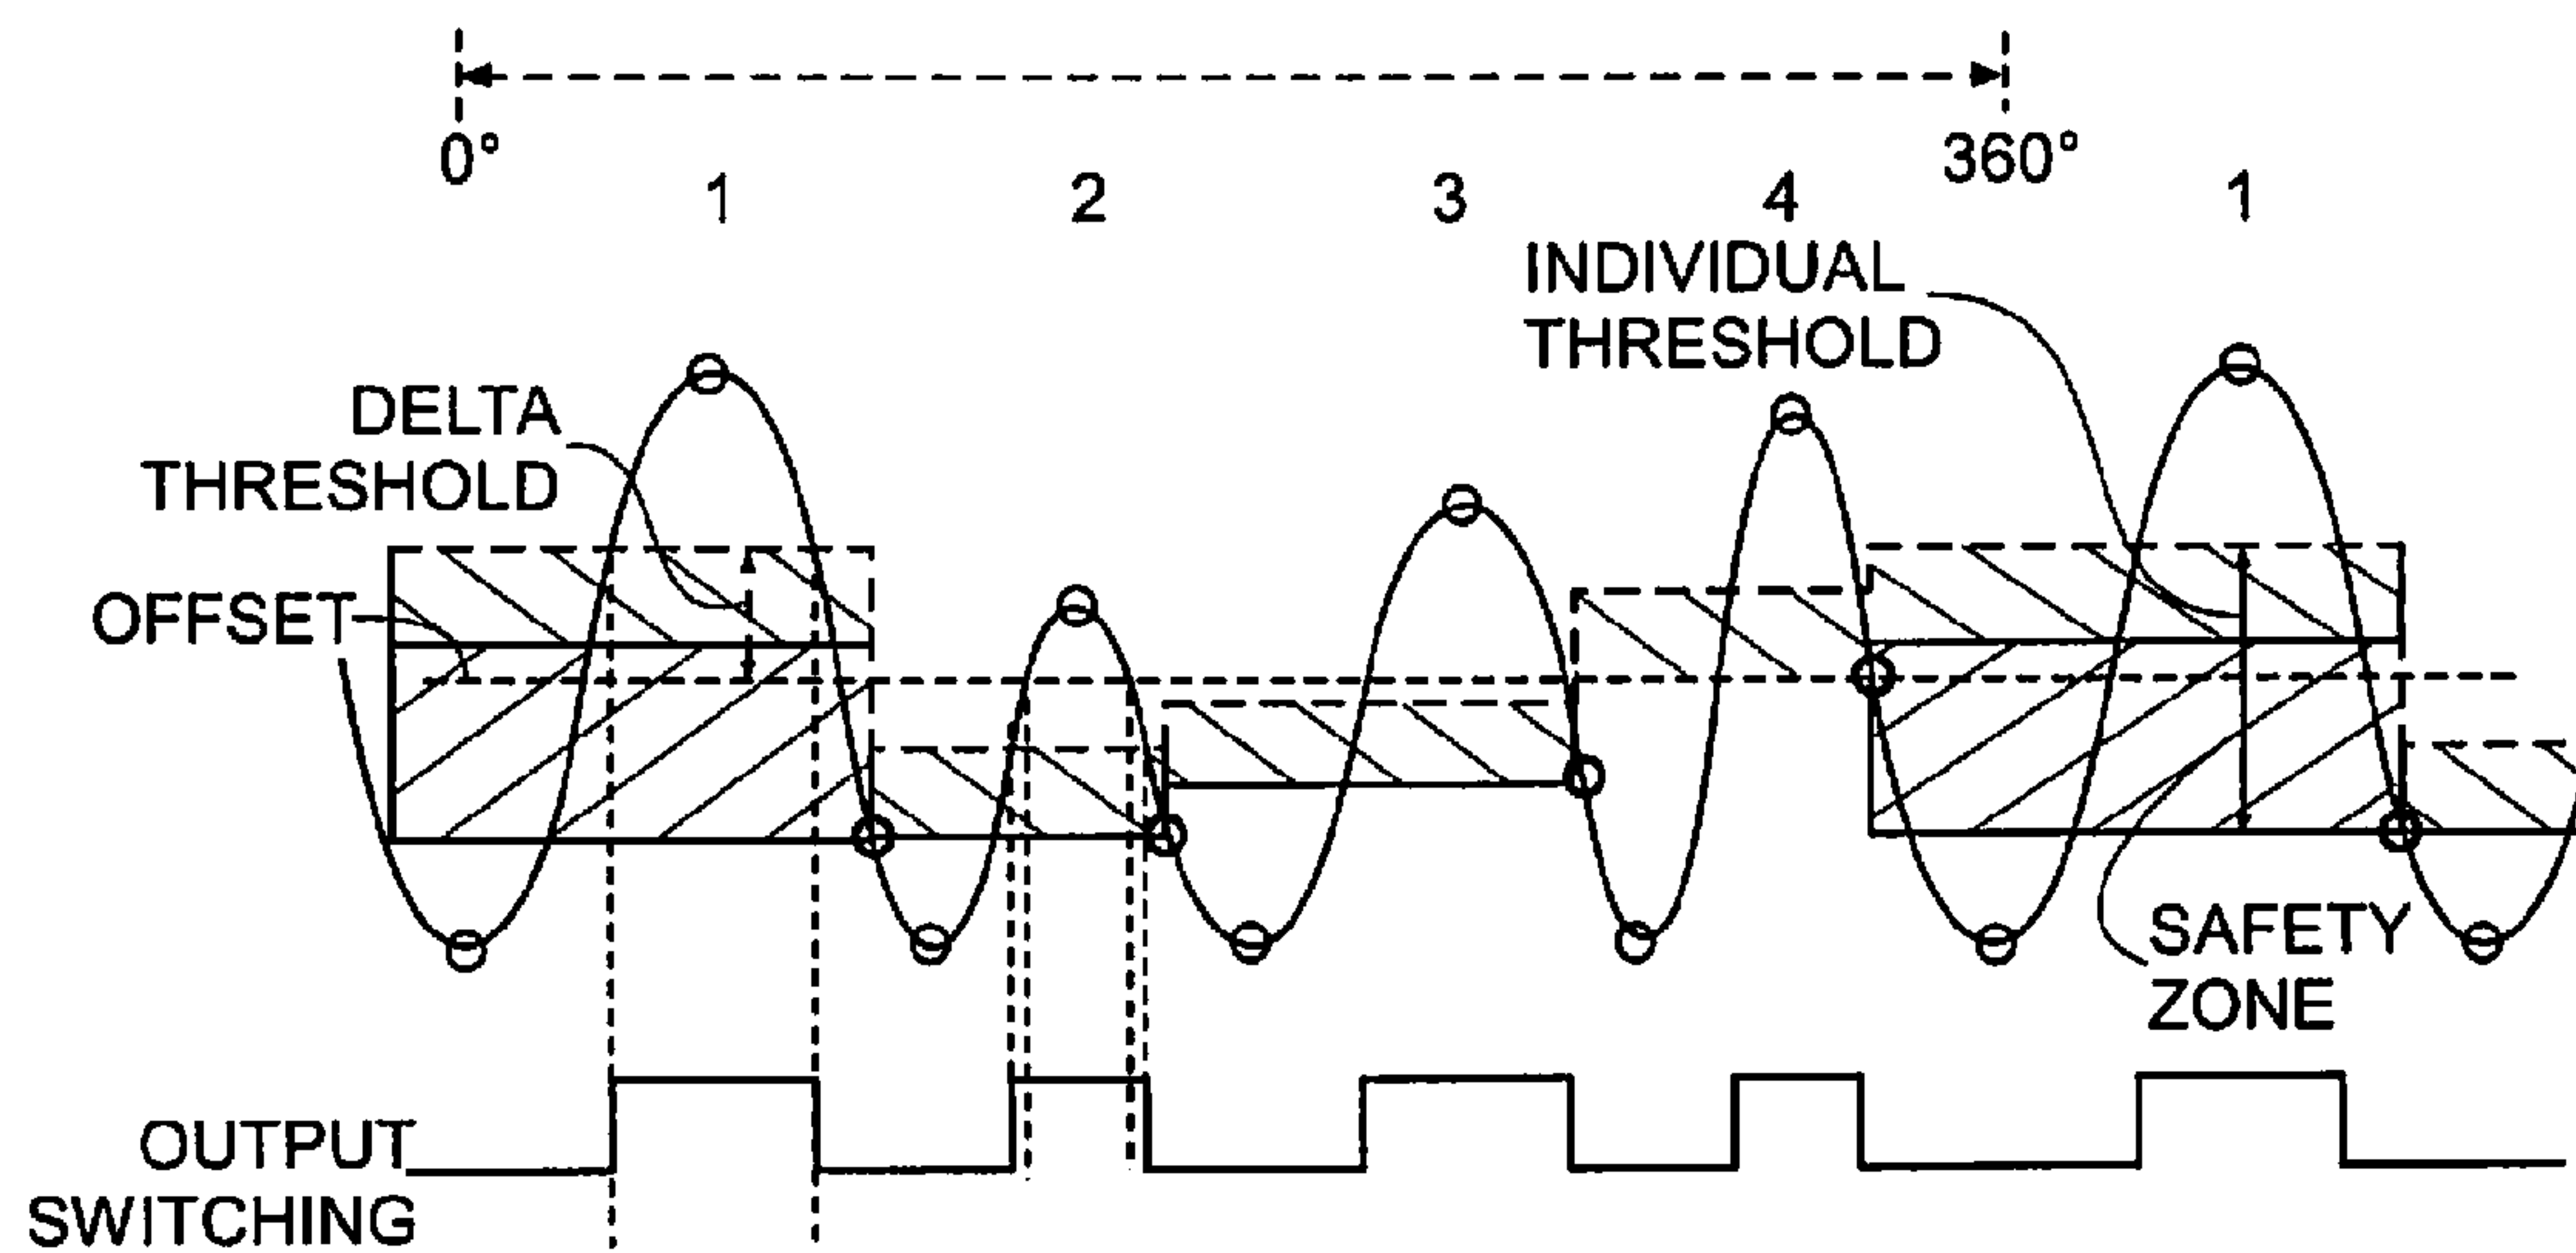 0°
360°
1
2
3
4
1
INDIVIDUAL
THRESHOLD
DELTA
THRESHOLD
OFFSET
SAFETY
ZONE
OUTPUT
SWITCHING